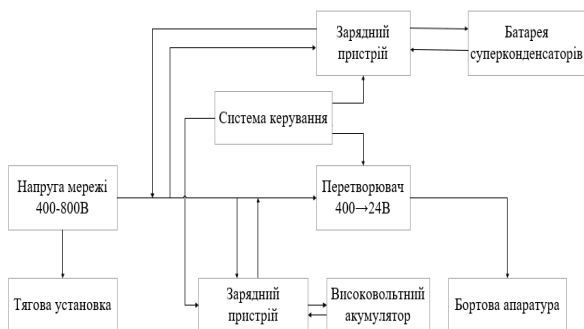 Зарядний
пристрій
Батарея
суперконденсаторів
Система керування
Напруга мережі
400-800В
Перетворювач
400→24В
Тягова установка
Зарядний
пристрій
Високовольтний
акумулятор
Бортова апаратура